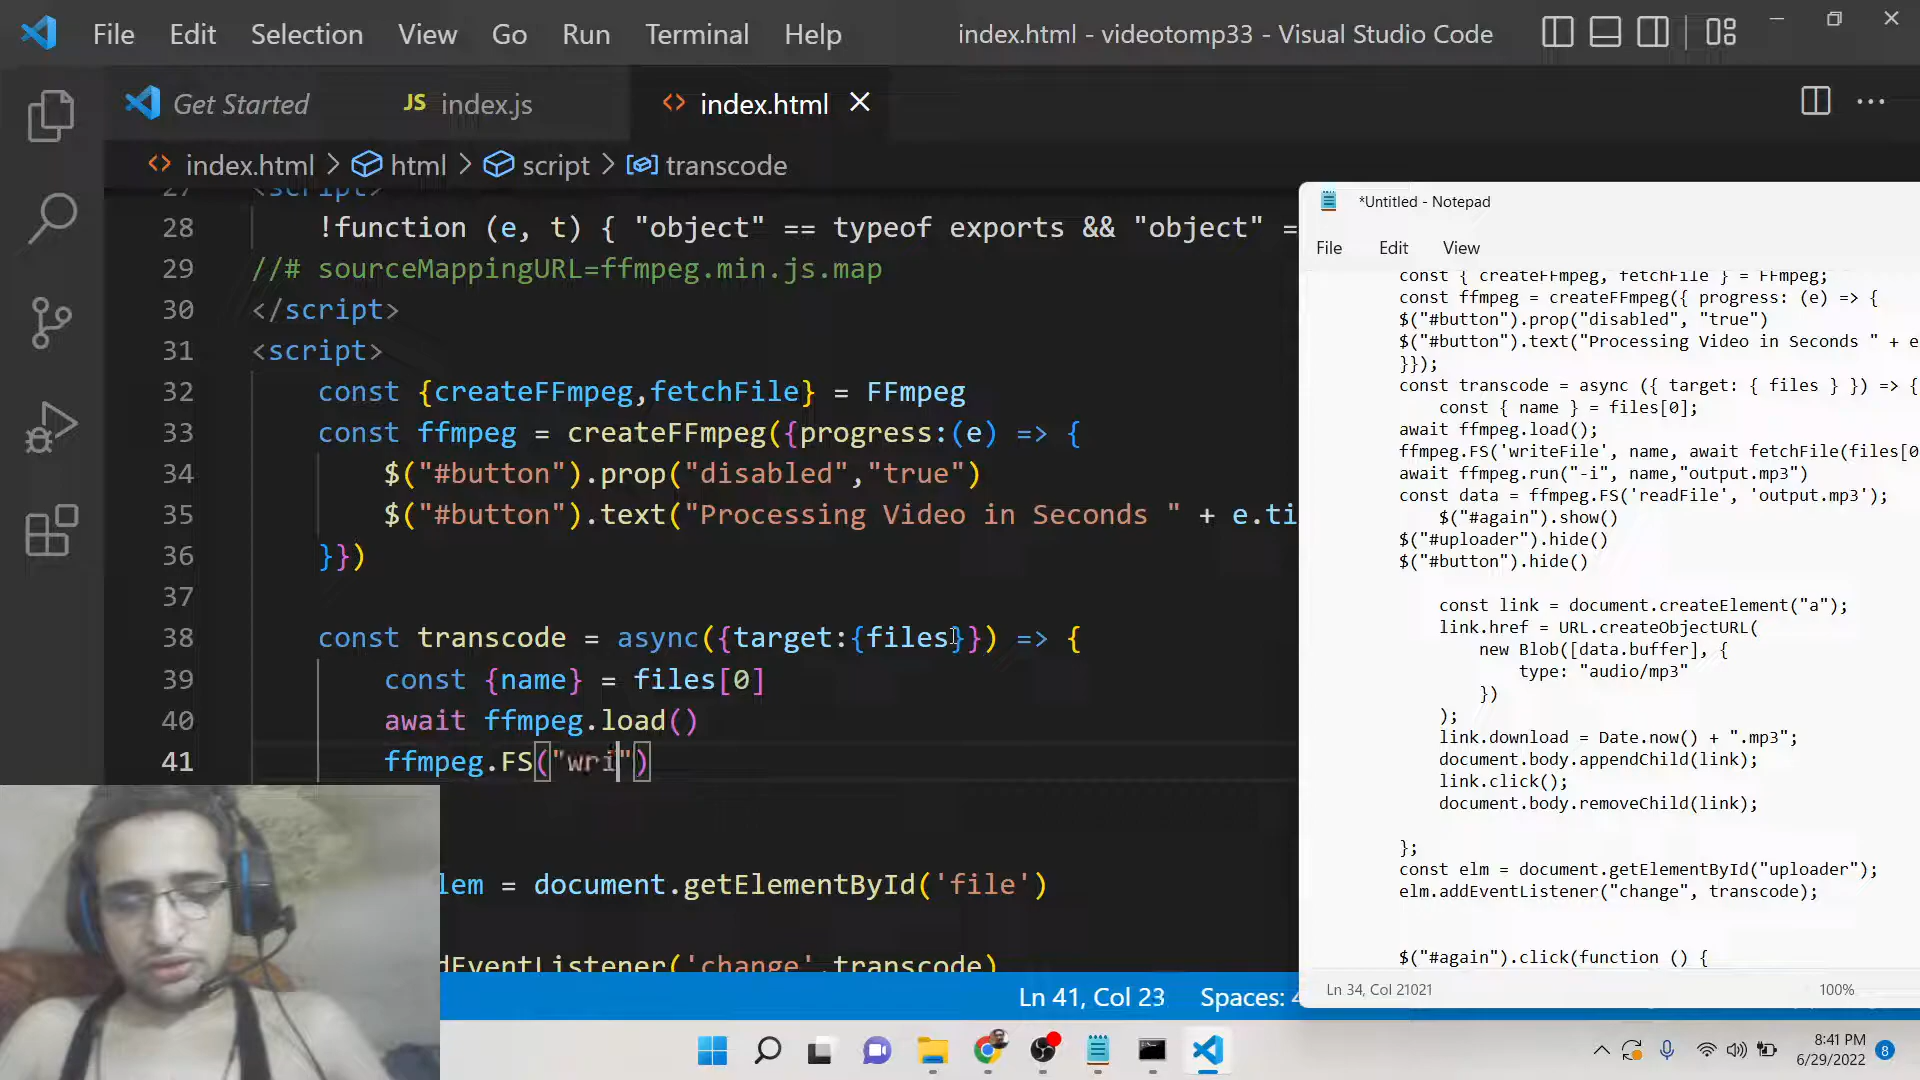 File Edit Selection View Go Run Terminal Help
index.html - videotomp33 - Visual Studio Code
Get Started
JS index.js
<> index.html
<> index.html > html > script > transcode
27 <script>
28 !function (e, t) { "object" == typeof exports && "object" =
29 //# sourceMappingURL=ffmpeg.min.js.map
30 </script>
31 <script>
32 const {createFFmpeg,fetchFile} = FFmpeg
33 const ffmpeg = createFFmpeg({progress:(e) => {
34 $("#button").prop("disabled","true")
35 $("#button").text("Processing Video in Seconds " + e.ti
36 }})
37
38 const transcode = async({target:{files}}) => {
39 const {name} = files[0]
40 await ffmpeg.load()
41 ffmpeg.FS("wri")
lem = document.getElementById('file')
dEventListener('change',transcode)
Ln 41, Col 23 Spaces: 4
*Untitled - Notepad
File Edit View
const { createFFmpeg, fetchFile } = FFmpeg;
const ffmpeg = createFFmpeg({ progress: (e) => {
$("#button").prop("disabled", "true")
$("#button").text("Processing Video in Seconds " + e
}});
const transcode = async ({ target: { files } }) => {
const { name } = files[0];
await ffmpeg.load();
ffmpeg.FS('writeFile', name, await fetchFile(files[0
await ffmpeg.run("-i", name,"output.mp3")
const data = ffmpeg.FS('readFile', 'output.mp3');
$("#again").show()
$("#uploader").hide()
$("#button").hide()
const link = document.createElement("a");
link.href = URL.createObjectURL(
new Blob([data.buffer], {
type: "audio/mp3"
})
);
link.download = Date.now() + ".mp3";
document.body.appendChild(link);
link.click();
document.body.removeChild(link);
};
const elm = document.getElementById("uploader");
elm.addEventListener("change", transcode);
$("#again").click(function () {
Ln 34, Col 21021
100%
8:41 PM
6/29/2022
8